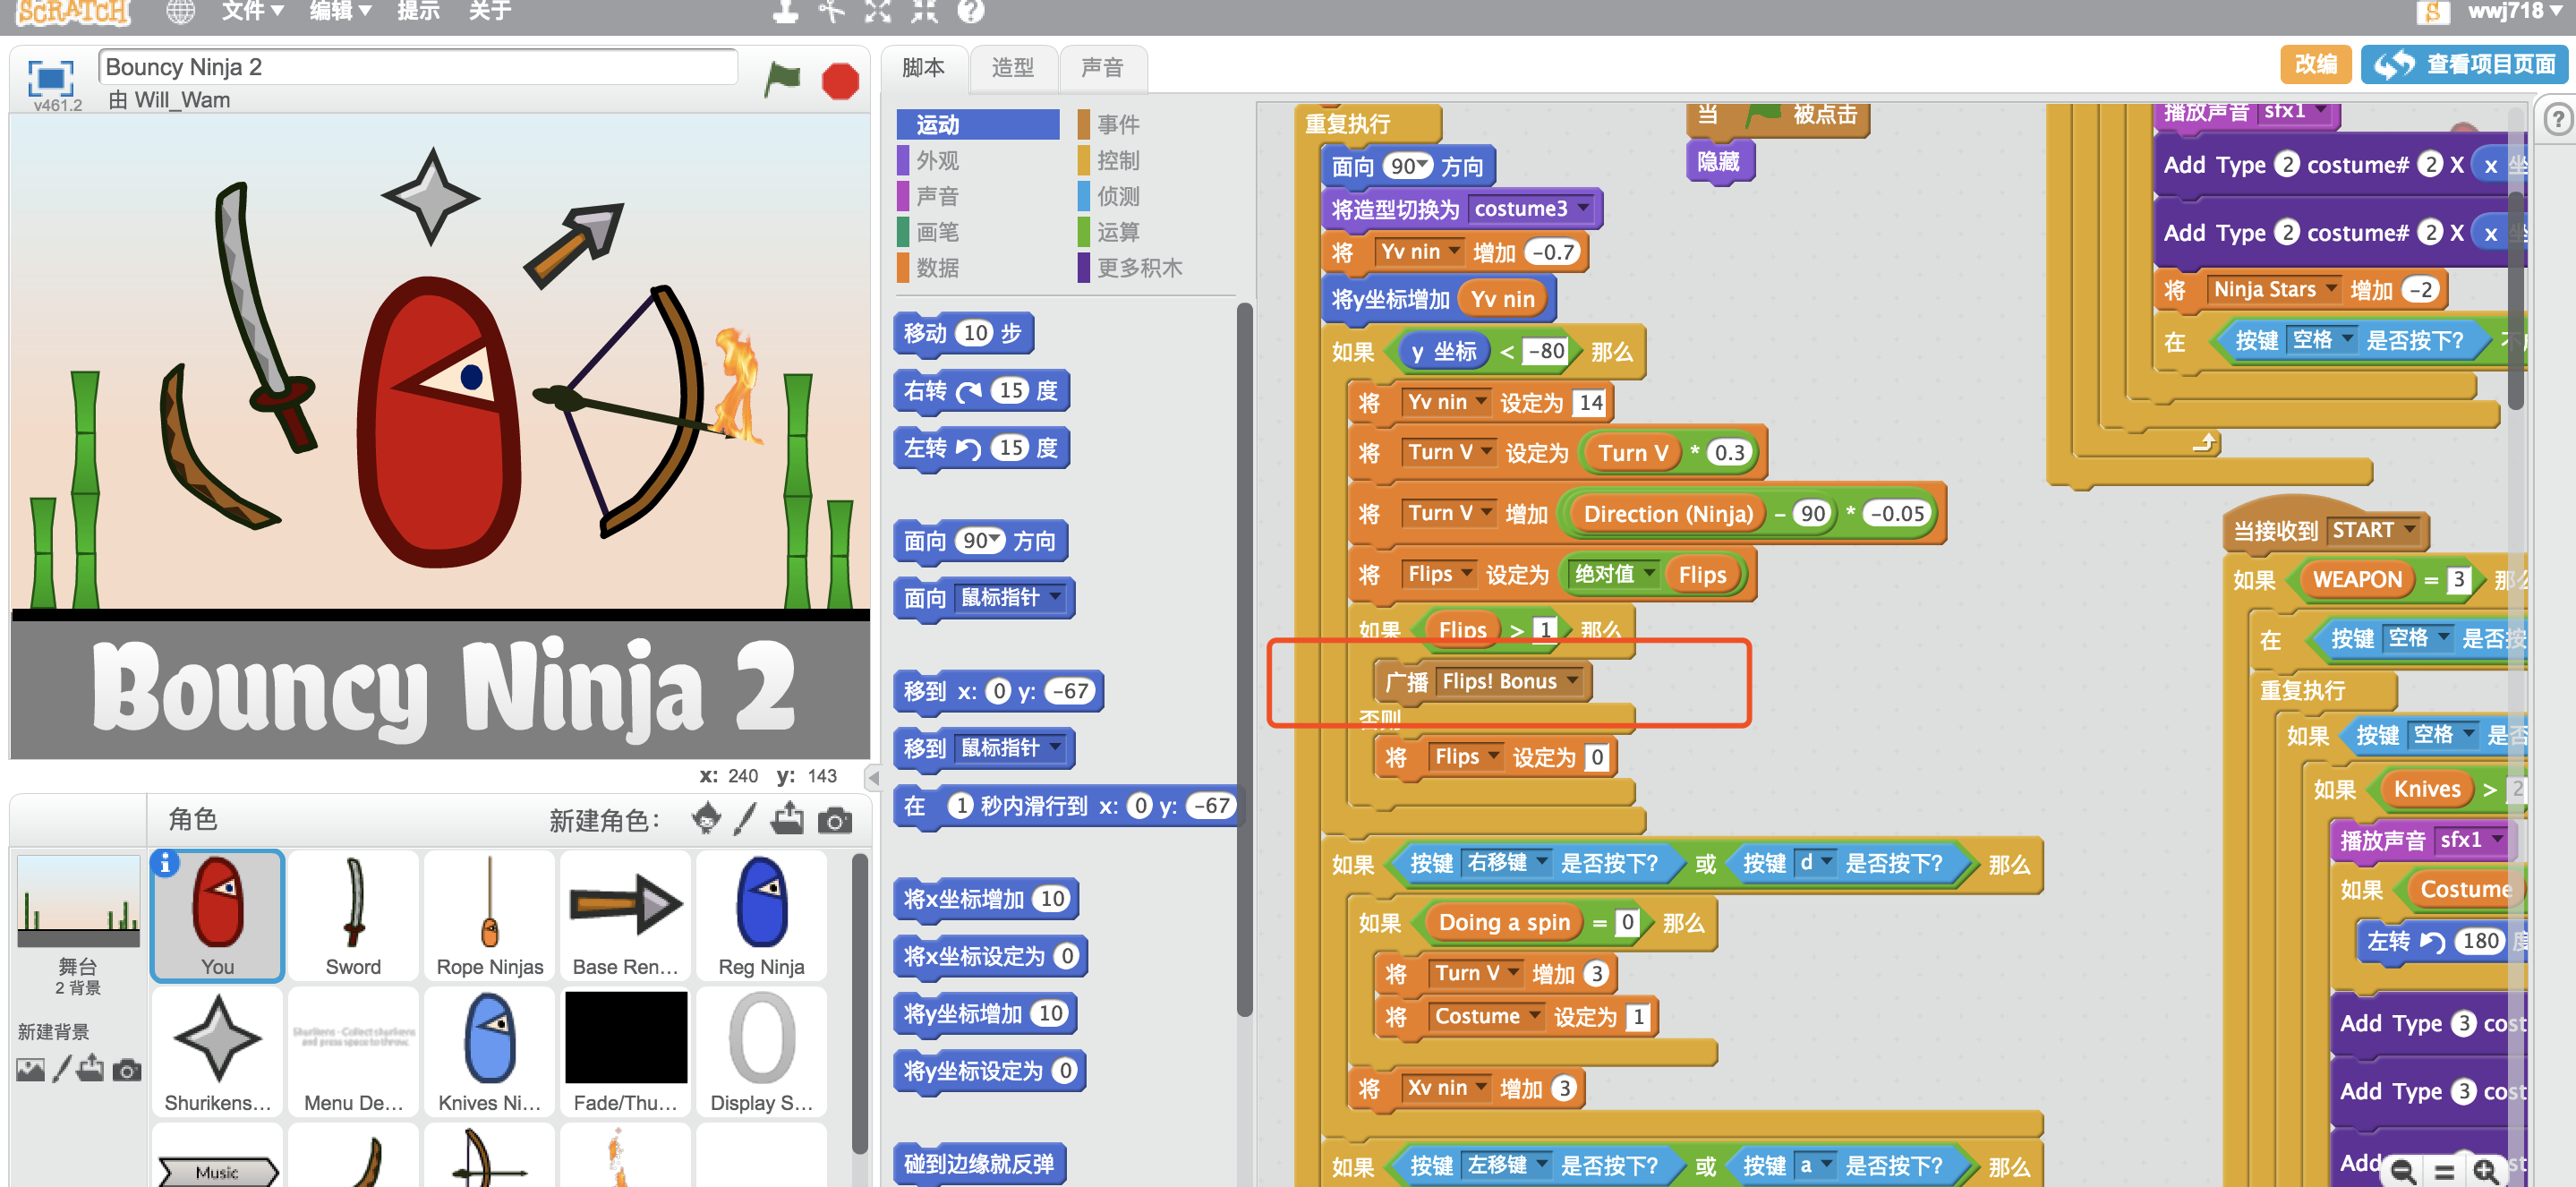 SCRATCH 文件 编辑 提示 关于 wwj718
Bouncy Ninja 2
v461.2 由 Will_Wam
脚本 造型 声音 改编 查看项目页面
Bouncy Ninja 2
x: 240 y: 143
角色 新建角色：
舞台
2 背景
新建背景
You Sword Rope Ninjas Base Ren... Reg Ninja
Shurikens - Collect shurikens
and press space to throw.
Shurikens... Menu De... Knives Ni... Fade/Thu... Display S...
Music
运动 事件
外观 控制
声音 侦测
画笔 运算
数据 更多积木
移动 10 步
右转 15 度
左转 15 度
面向 90 方向
面向 鼠标指针
移到 x: 0 y: -67
移到 鼠标指针
在 1 秒内滑行到 x: 0 y: -67
将x坐标增加 10
将x坐标设定为 0
将y坐标增加 10
将y坐标设定为 0
碰到边缘就反弹
重复执行
面向 90 方向
将造型切换为 costume3
将 Yv nin 增加 -0.7
将y坐标增加 Yv nin
如果 y 坐标 < -80 那么
将 Yv nin 设定为 14
将 Turn V 设定为 Turn V * 0.3
将 Turn V 增加 Direction (Ninja) - 90 * -0.05
将 Flips 设定为 绝对值 Flips
如果 Flips > 1 那么
广播 Flips! Bonus
否则
将 Flips 设定为 0
如果 按键 右移键 是否按下? 或 按键 d 是否按下? 那么
如果 Doing a spin = 0 那么
将 Turn V 增加 3
将 Costume 设定为 1
将 Xv nin 增加 3
如果 按键 左移键 是否按下? 或 按键 a 是否按下? 那么
当 被点击
隐藏
播放声音 sfx1
Add Type 2 costume# 2 X x 坐
Add Type 2 costume# 2 X x 坐
将 Ninja Stars 增加 -2
在 按键 空格 是否按下?
当接收到 START
如果 WEAPON = 3 那么
在 按键 空格 是否按
重复执行
如果 按键 空格 是否
如果 Knives > 2
播放声音 sfx1
如果 Costume
左转 180 度
Add Type 3 cost
Add Type 3 cost
Add